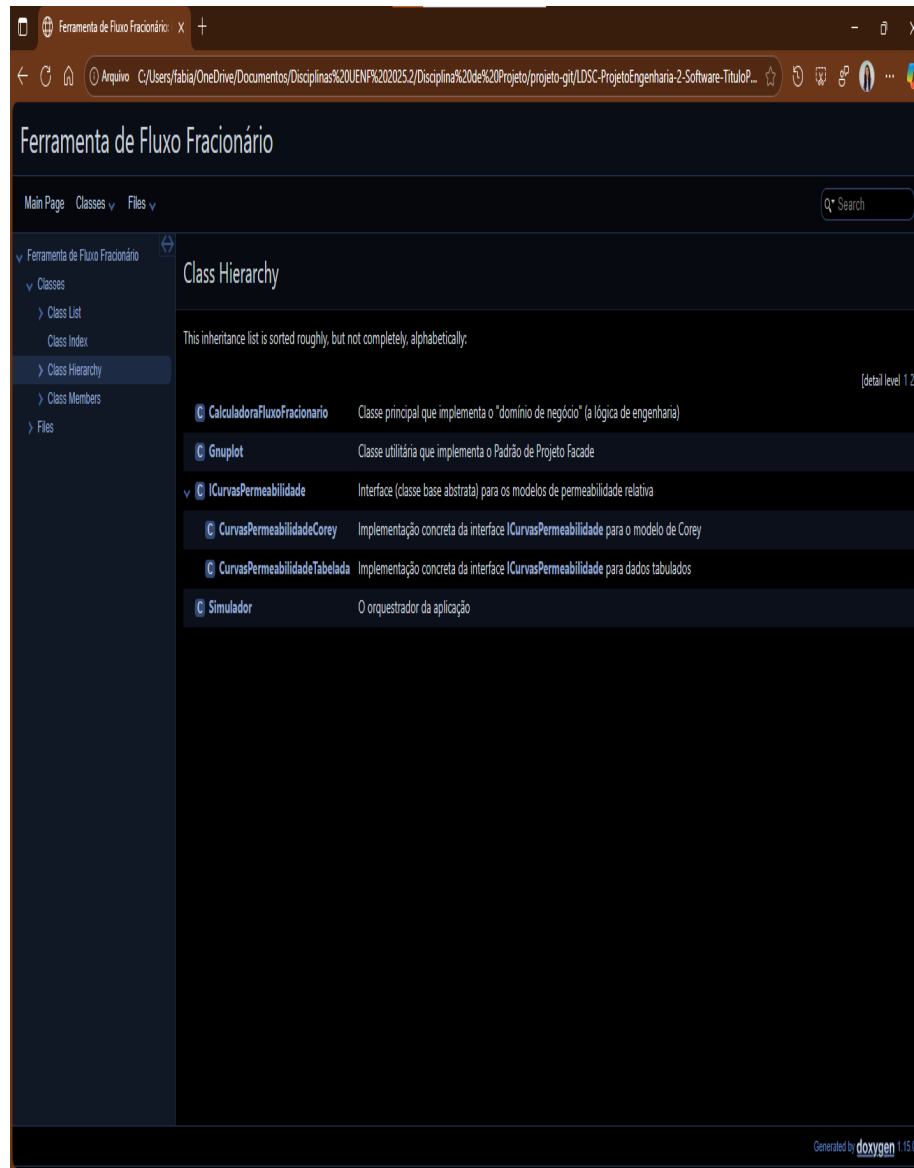 Ferramenta de Fluxo Fracionário:
Arquivo C:/Users/fabia/OneDrive/Documentos/Disciplinas%20UENF%202025.2/Disciplina%20de%20Projeto/projeto-git/LDSC-ProjetoEngenharia-2-Software-TituloP...
Ferramenta de Fluxo Fracionário
Main Page Classes Files Search
Ferramenta de Fluxo Fracionário
Classes
Class List
Class Index
Class Hierarchy
Class Members
Files
Class Hierarchy
This inheritance list is sorted roughly, but not completely, alphabetically:
[detail level 1 2
C CalculadoraFluxoFracionario Classe principal que implementa o "domínio de negócio" (a lógica de engenharia)
C Gnuplot Classe utilitária que implementa o Padrão de Projeto Facade
C ICurvasPermeabilidade Interface (classe base abstrata) para os modelos de permeabilidade relativa
C CurvasPermeabilidadeCorey Implementação concreta da interface ICurvasPermeabilidade para o modelo de Corey
C CurvasPermeabilidadeTabelada Implementação concreta da interface ICurvasPermeabilidade para dados tabulados
C Simulador O orquestrador da aplicação
Generated by doxygen 1.15.0